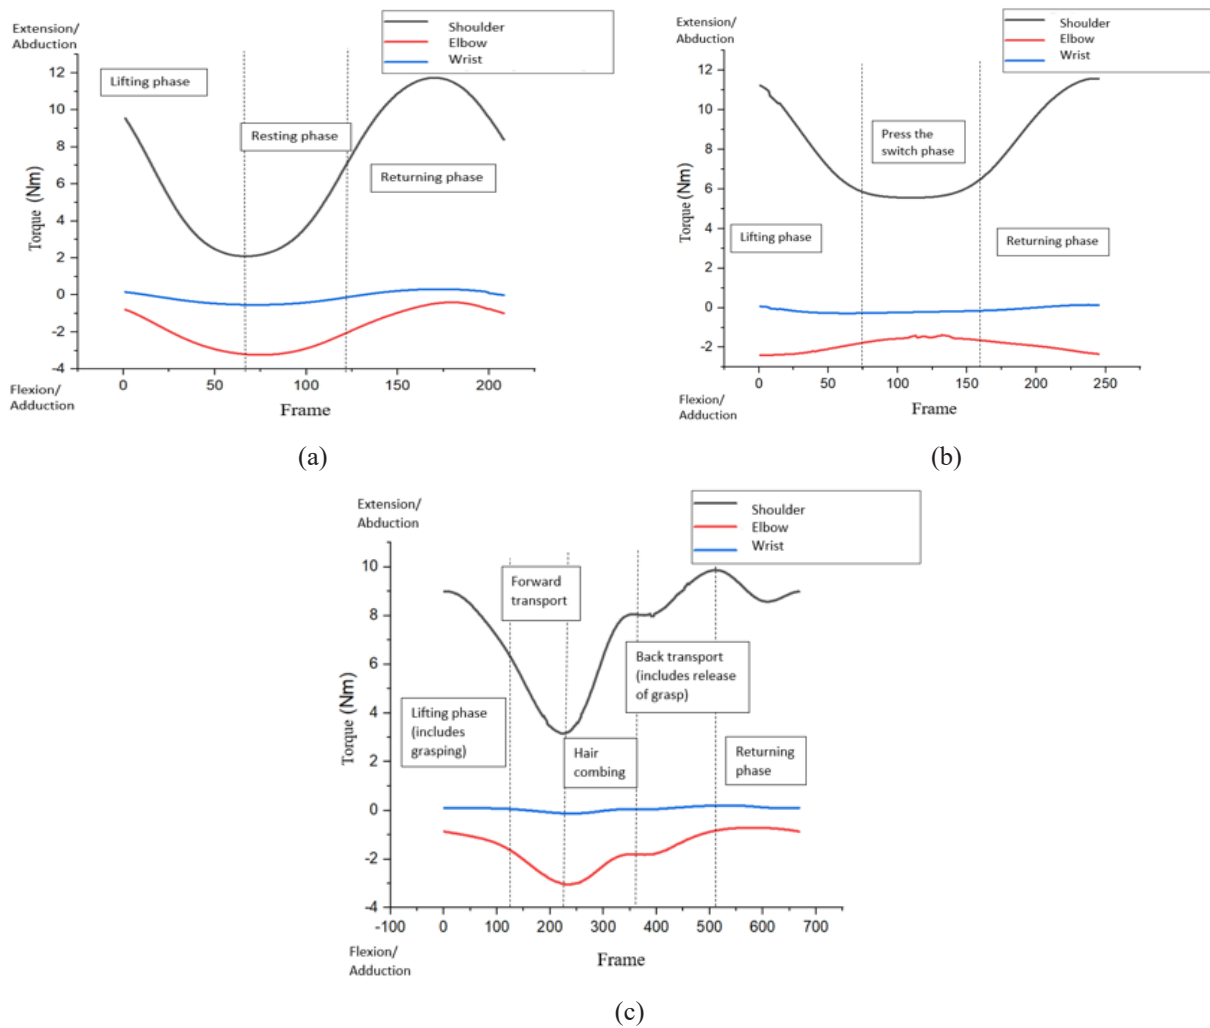 Extension/
Abduction
Shoulder
Elbow
Wrist
Lifting phase
Resting phase
Returning phase
12
10
8
6
4
2
0
-2
-4
Torque (Nm)
0
50
100
150
200
Flexion/
Adduction
Frame
(a)
Extension/
Abduction
Shoulder
Elbow
Wrist
Press the
switch phase
Lifting phase
Returning phase
12
10
8
6
4
2
0
-2
Torque (Nm)
0
50
100
150
200
250
Flexion/
Adduction
Frame
(b)
Extension/
Abduction
Shoulder
Elbow
Wrist
Forward
transport
Back transport
(includes release
of grasp)
Lifting phase
(includes
grasping)
Hair
combing
Returning
phase
10
8
6
4
2
0
-2
-4
Torque (Nm)
-100
0
100
200
300
400
500
600
700
Flexion/
Adduction
Frame
(c)